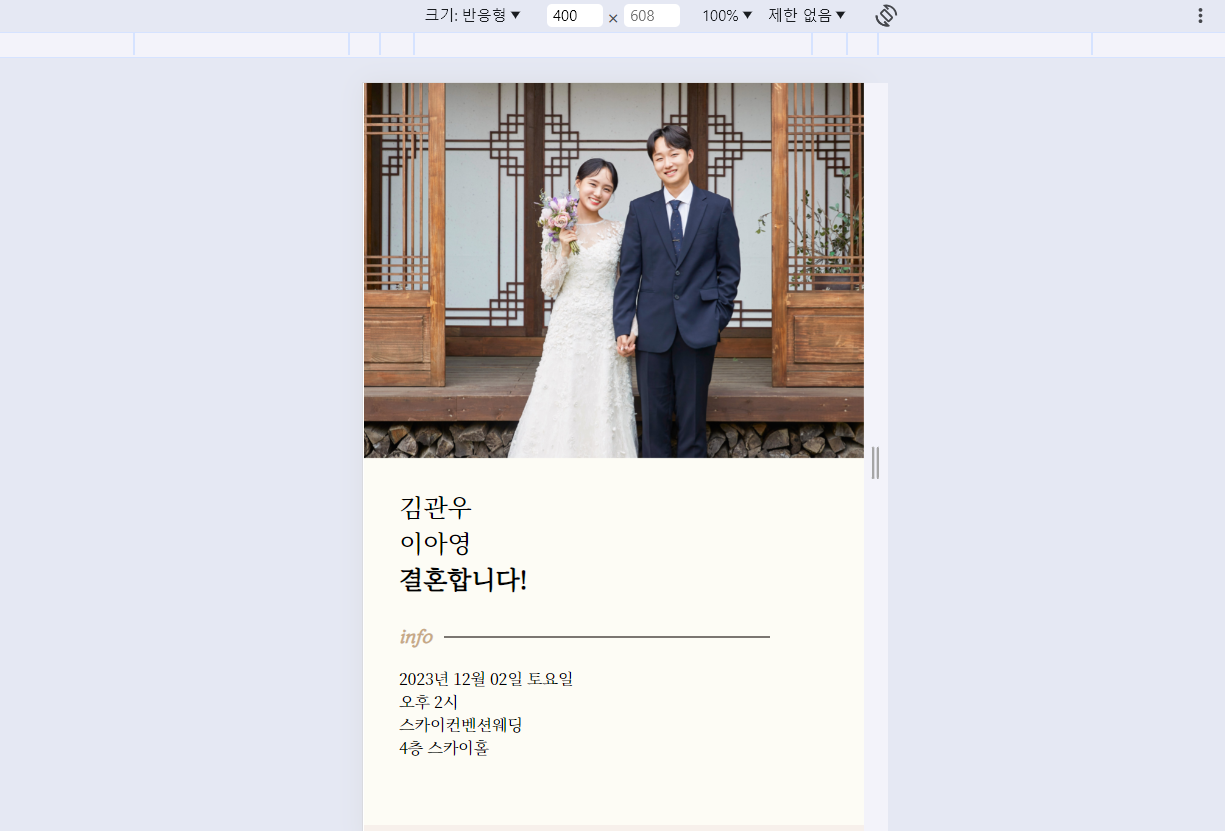 크기: 반응형 ▼ 400 × 608 100% ▼ 제한 없음 ▼
김관우
이아영
결혼합니다!
info
2023년 12월 02일 토요일
오후 2시
스카이컨벤션웨딩
4층 스카이홀